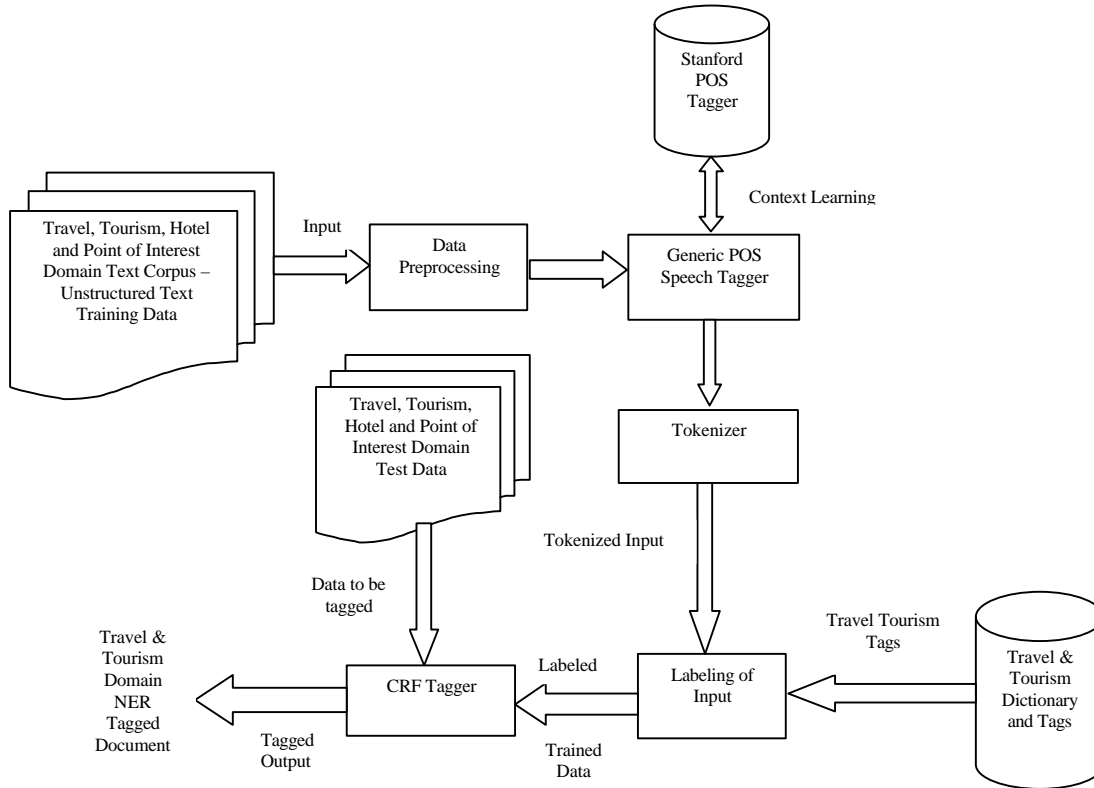 Stanford
POS
Tagger
Context Learning
Travel, Tourism, Hotel
and Point of Interest
Domain Text Corpus –
Unstructured Text
Training Data
Input
Data
Preprocessing
Generic POS
Speech Tagger
Travel, Tourism,
Hotel and Point of
Interest Domain
Test Data
Tokenizer
Tokenized Input
Data to be
tagged
Travel Tourism
Tags
Travel &
Tourism
Dictionary
and Tags
Labeling of
Input
Labeled
Trained
Data
CRF Tagger
Tagged
Output
Travel &
Tourism
Domain
NER
Tagged
Document